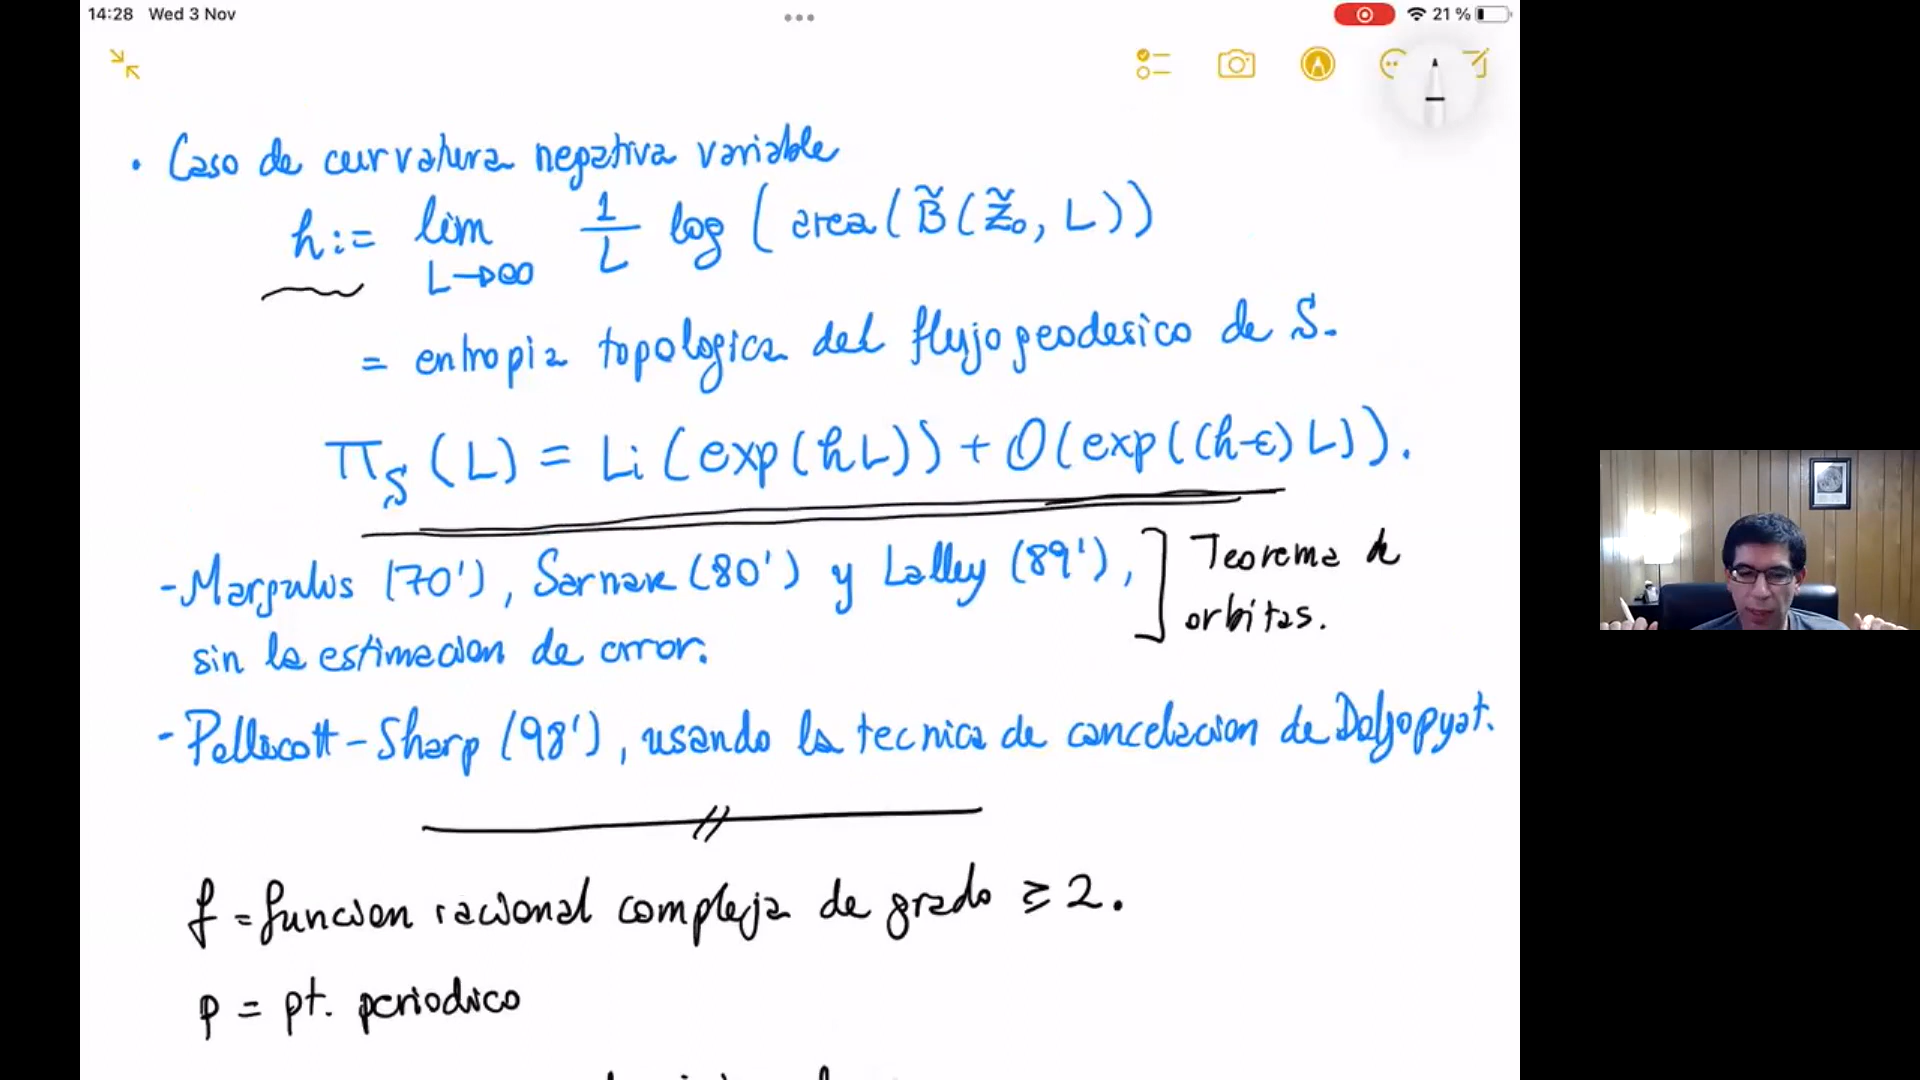 14:28 Wed 3 Nov
21 %
• Caso de curvatura negativa variable
h := lim 1/L log ( area ( B̃ ( z̃₀, L ) )
L→∞
= entropia topologica del flujo geodesico de S.
π_S (L) = Li ( exp ( h L ) ) + O ( exp ( (h-ε) L ) ).
- Margulus (70'), Sarnak (80') y Lalley (89'), ] Teorema de
sin la estimacion de error. orbitas.
- Pollicott - Sharp (98'), usando la tecnica de cancelacion de Dolgopyat.
f = funcion racional compleja de grado ≥ 2.
p = pt. periodico